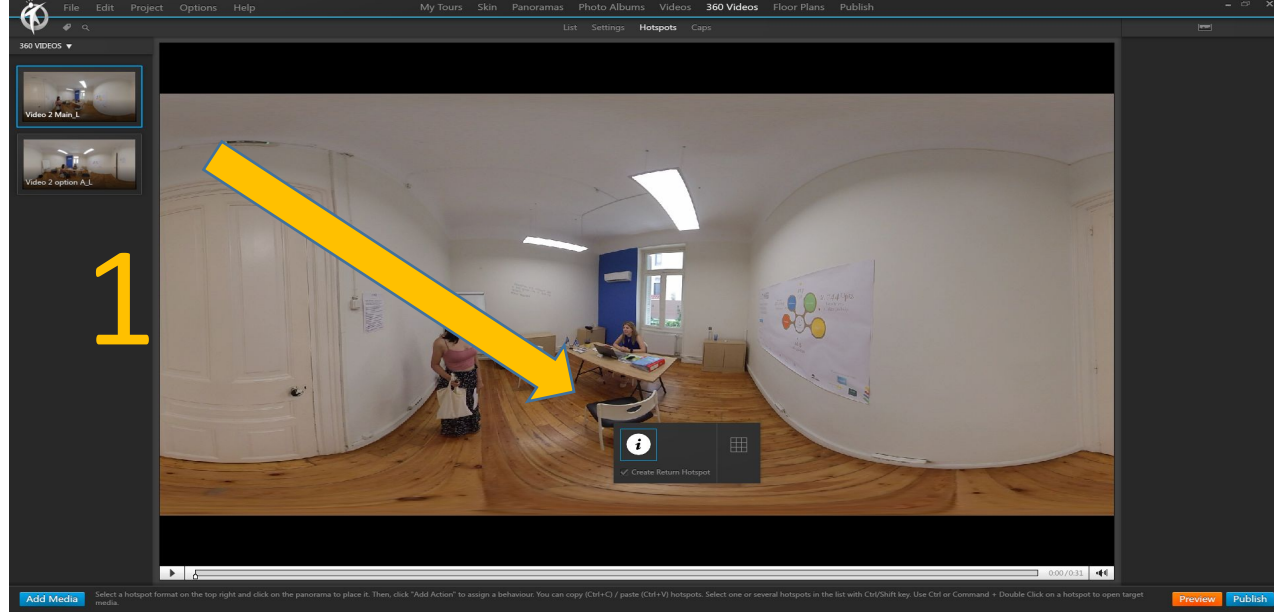 File Edit Project Options Help My Tours Skin Panoramas Photo Albums Videos 360 Videos Floor Plans Publish
List Settings Hotspots Caps
360 VIDEOS ▼
Video 2 Main_L
Video 2 option A_L
1
i
✓ Create Return Hotspot
0:00 / 0:31
Add Media
Select a hotspot format on the top right and click on the panorama to place it. Then, click "Add Action" to assign a behaviour. You can copy (Ctrl+C) / paste (Ctrl+V) hotspots. Select one or several hotspots in the list with Ctrl/Shift key. Use Ctrl or Command + Double Click on a hotspot to open target
media.
Preview Publish